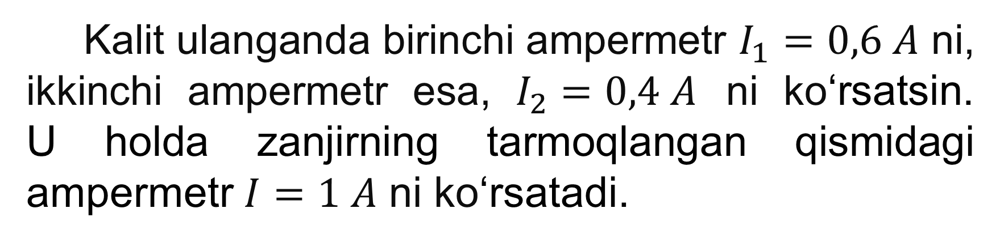 Kalit ulanganda birinchi ampermetr I₁ = 0,6 A ni,
ikkinchi ampermetr esa, I₂ = 0,4 A ni ko‘rsatsin.
U holda zanjirning tarmoqlangan qismidagi
ampermetr I = 1 A ni ko‘rsatadi.